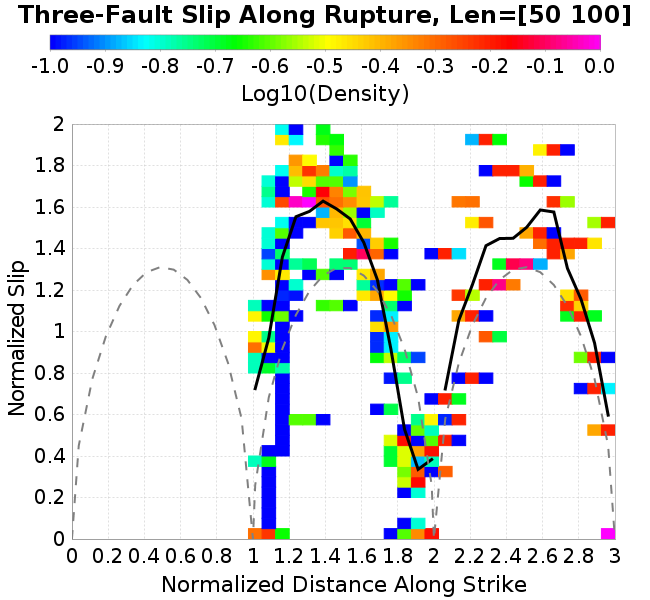 Three-Fault Slip Along Rupture, Len=[50 100]
-1.0 -0.9 -0.8 -0.7 -0.6 -0.5 -0.4 -0.3 -0.2 -0.1 0.0
Log10(Density)
2
1.8
1.6
1.4
1.2
1
0.8
0.6
0.4
0.2
0
Normalized Slip
0 0.2 0.4 0.6 0.8 1 1.2 1.4 1.6 1.8 2 2.2 2.4 2.6 2.8 3
Normalized Distance Along Strike